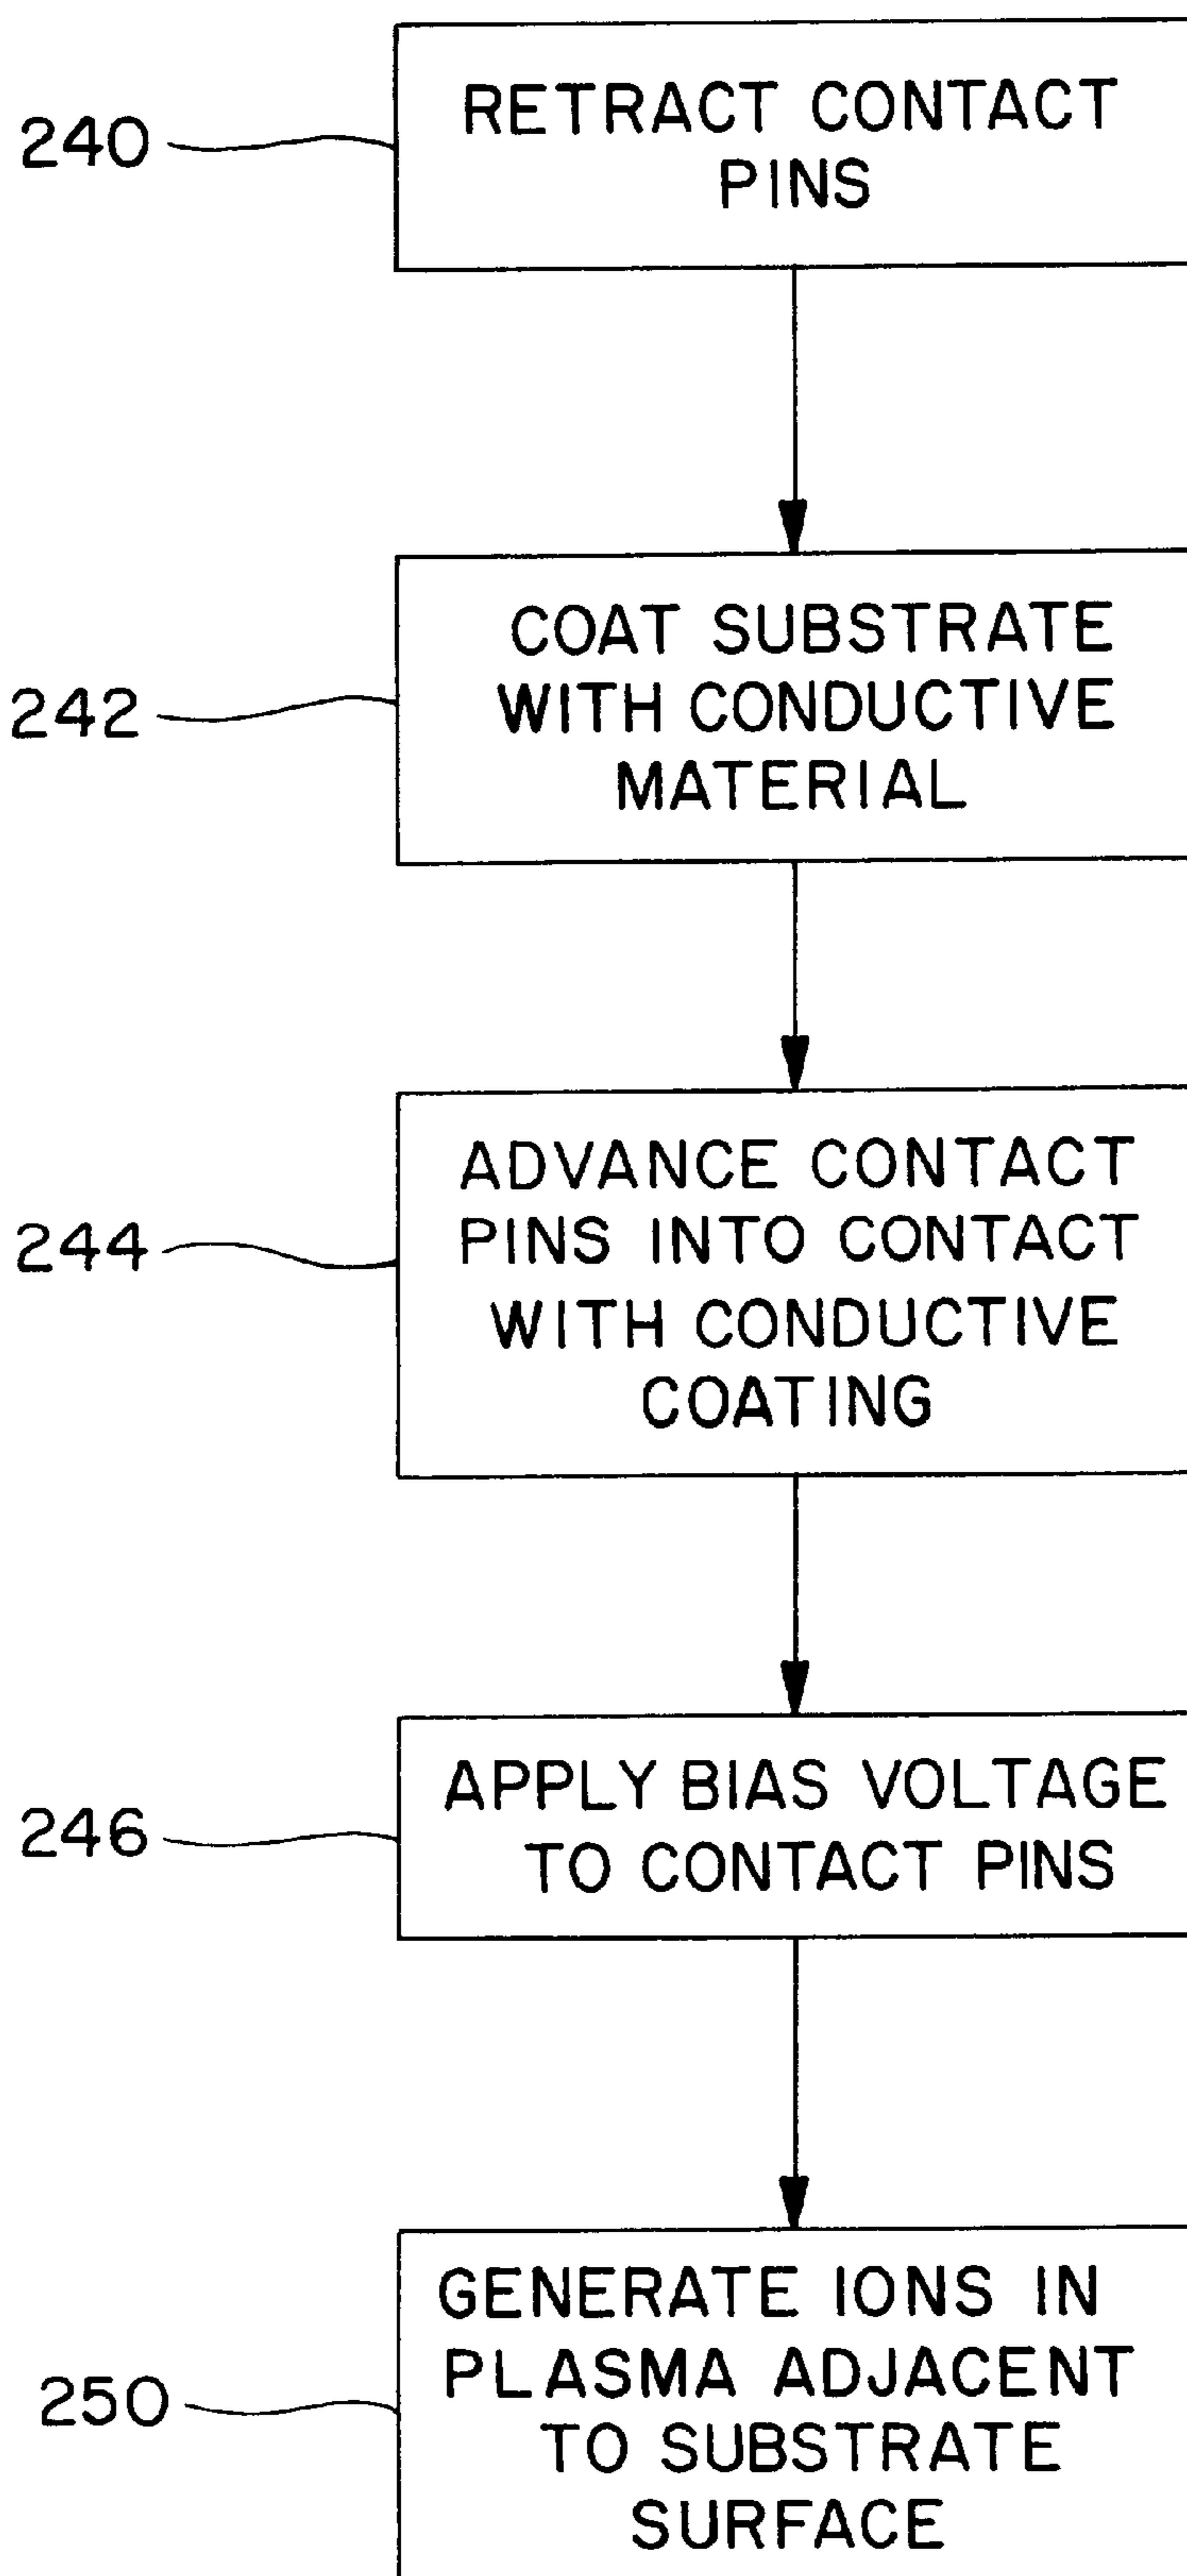 240
RETRACT CONTACT
PINS
242
COAT SUBSTRATE
WITH CONDUCTIVE
MATERIAL
244
ADVANCE CONTACT
PINS INTO CONTACT
WITH CONDUCTIVE
COATING
246
APPLY BIAS VOLTAGE
TO CONTACT PINS
250
GENERATE IONS IN
PLASMA ADJACENT
TO SUBSTRATE
SURFACE